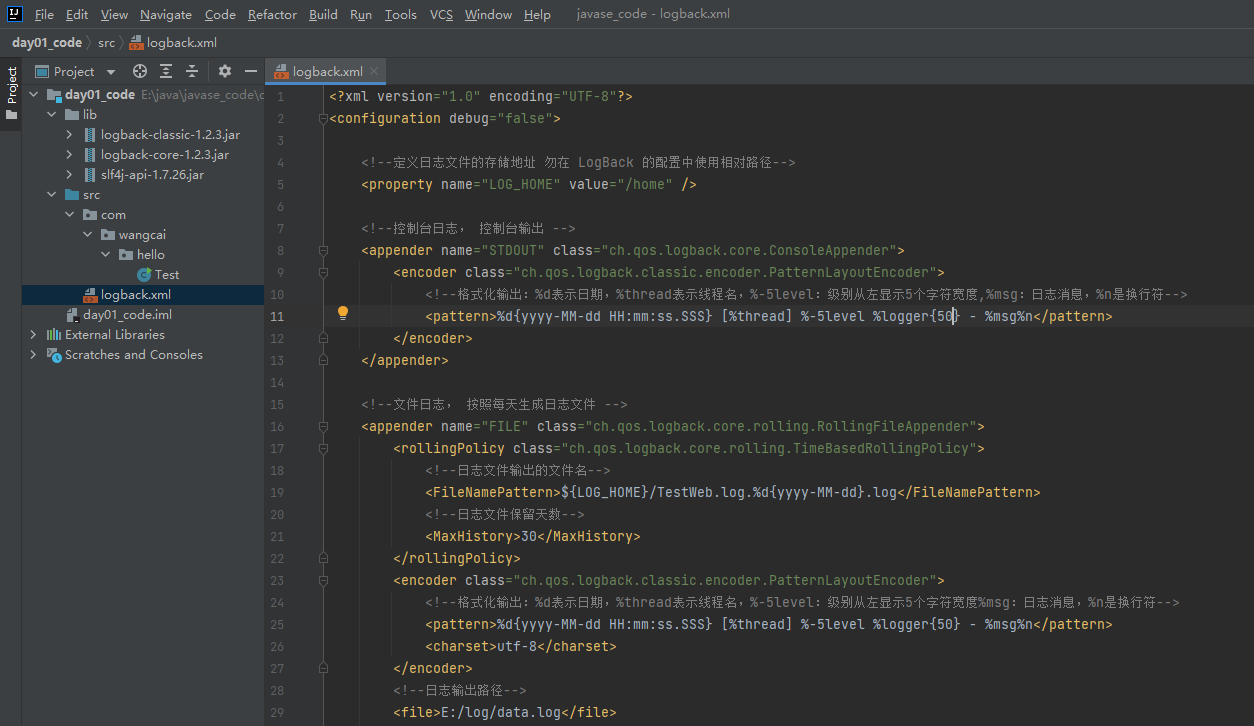 File Edit View Navigate Code Refactor Build Run Tools VCS Window Help javase_code - logback.xml
day01_code src logback.xml
Project
Project
logback.xml
day01_code E:\java\javase_code\c
lib
logback-classic-1.2.3.jar
logback-core-1.2.3.jar
slf4j-api-1.7.26.jar
src
com
wangcai
hello
Test
logback.xml
day01_code.iml
External Libraries
Scratches and Consoles
1 <?xml version="1.0" encoding="UTF-8"?>
2 <configuration debug="false">
3
4 <!--定义日志文件的存储地址 勿在 LogBack 的配置中使用相对路径-->
5 <property name="LOG_HOME" value="/home" />
6
7 <!--控制台日志， 控制台输出 -->
8 <appender name="STDOUT" class="ch.qos.logback.core.ConsoleAppender">
9 <encoder class="ch.qos.logback.classic.encoder.PatternLayoutEncoder">
10 <!--格式化输出：%d表示日期，%thread表示线程名，%-5level：级别从左显示5个字符宽度,%msg：日志消息，%n是换行符-->
11 <pattern>%d{yyyy-MM-dd HH:mm:ss.SSS} [%thread] %-5level %logger{50} - %msg%n</pattern>
12 </encoder>
13 </appender>
14
15 <!--文件日志， 按照每天生成日志文件 -->
16 <appender name="FILE" class="ch.qos.logback.core.rolling.RollingFileAppender">
17 <rollingPolicy class="ch.qos.logback.core.rolling.TimeBasedRollingPolicy">
18 <!--日志文件输出的文件名-->
19 <FileNamePattern>${LOG_HOME}/TestWeb.log.%d{yyyy-MM-dd}.log</FileNamePattern>
20 <!--日志文件保留天数-->
21 <MaxHistory>30</MaxHistory>
22 </rollingPolicy>
23 <encoder class="ch.qos.logback.classic.encoder.PatternLayoutEncoder">
24 <!--格式化输出：%d表示日期，%thread表示线程名，%-5level：级别从左显示5个字符宽度%msg：日志消息，%n是换行符-->
25 <pattern>%d{yyyy-MM-dd HH:mm:ss.SSS} [%thread] %-5level %logger{50} - %msg%n</pattern>
26 <charset>utf-8</charset>
27 </encoder>
28 <!--日志输出路径-->
29 <file>E:/log/data.log</file>